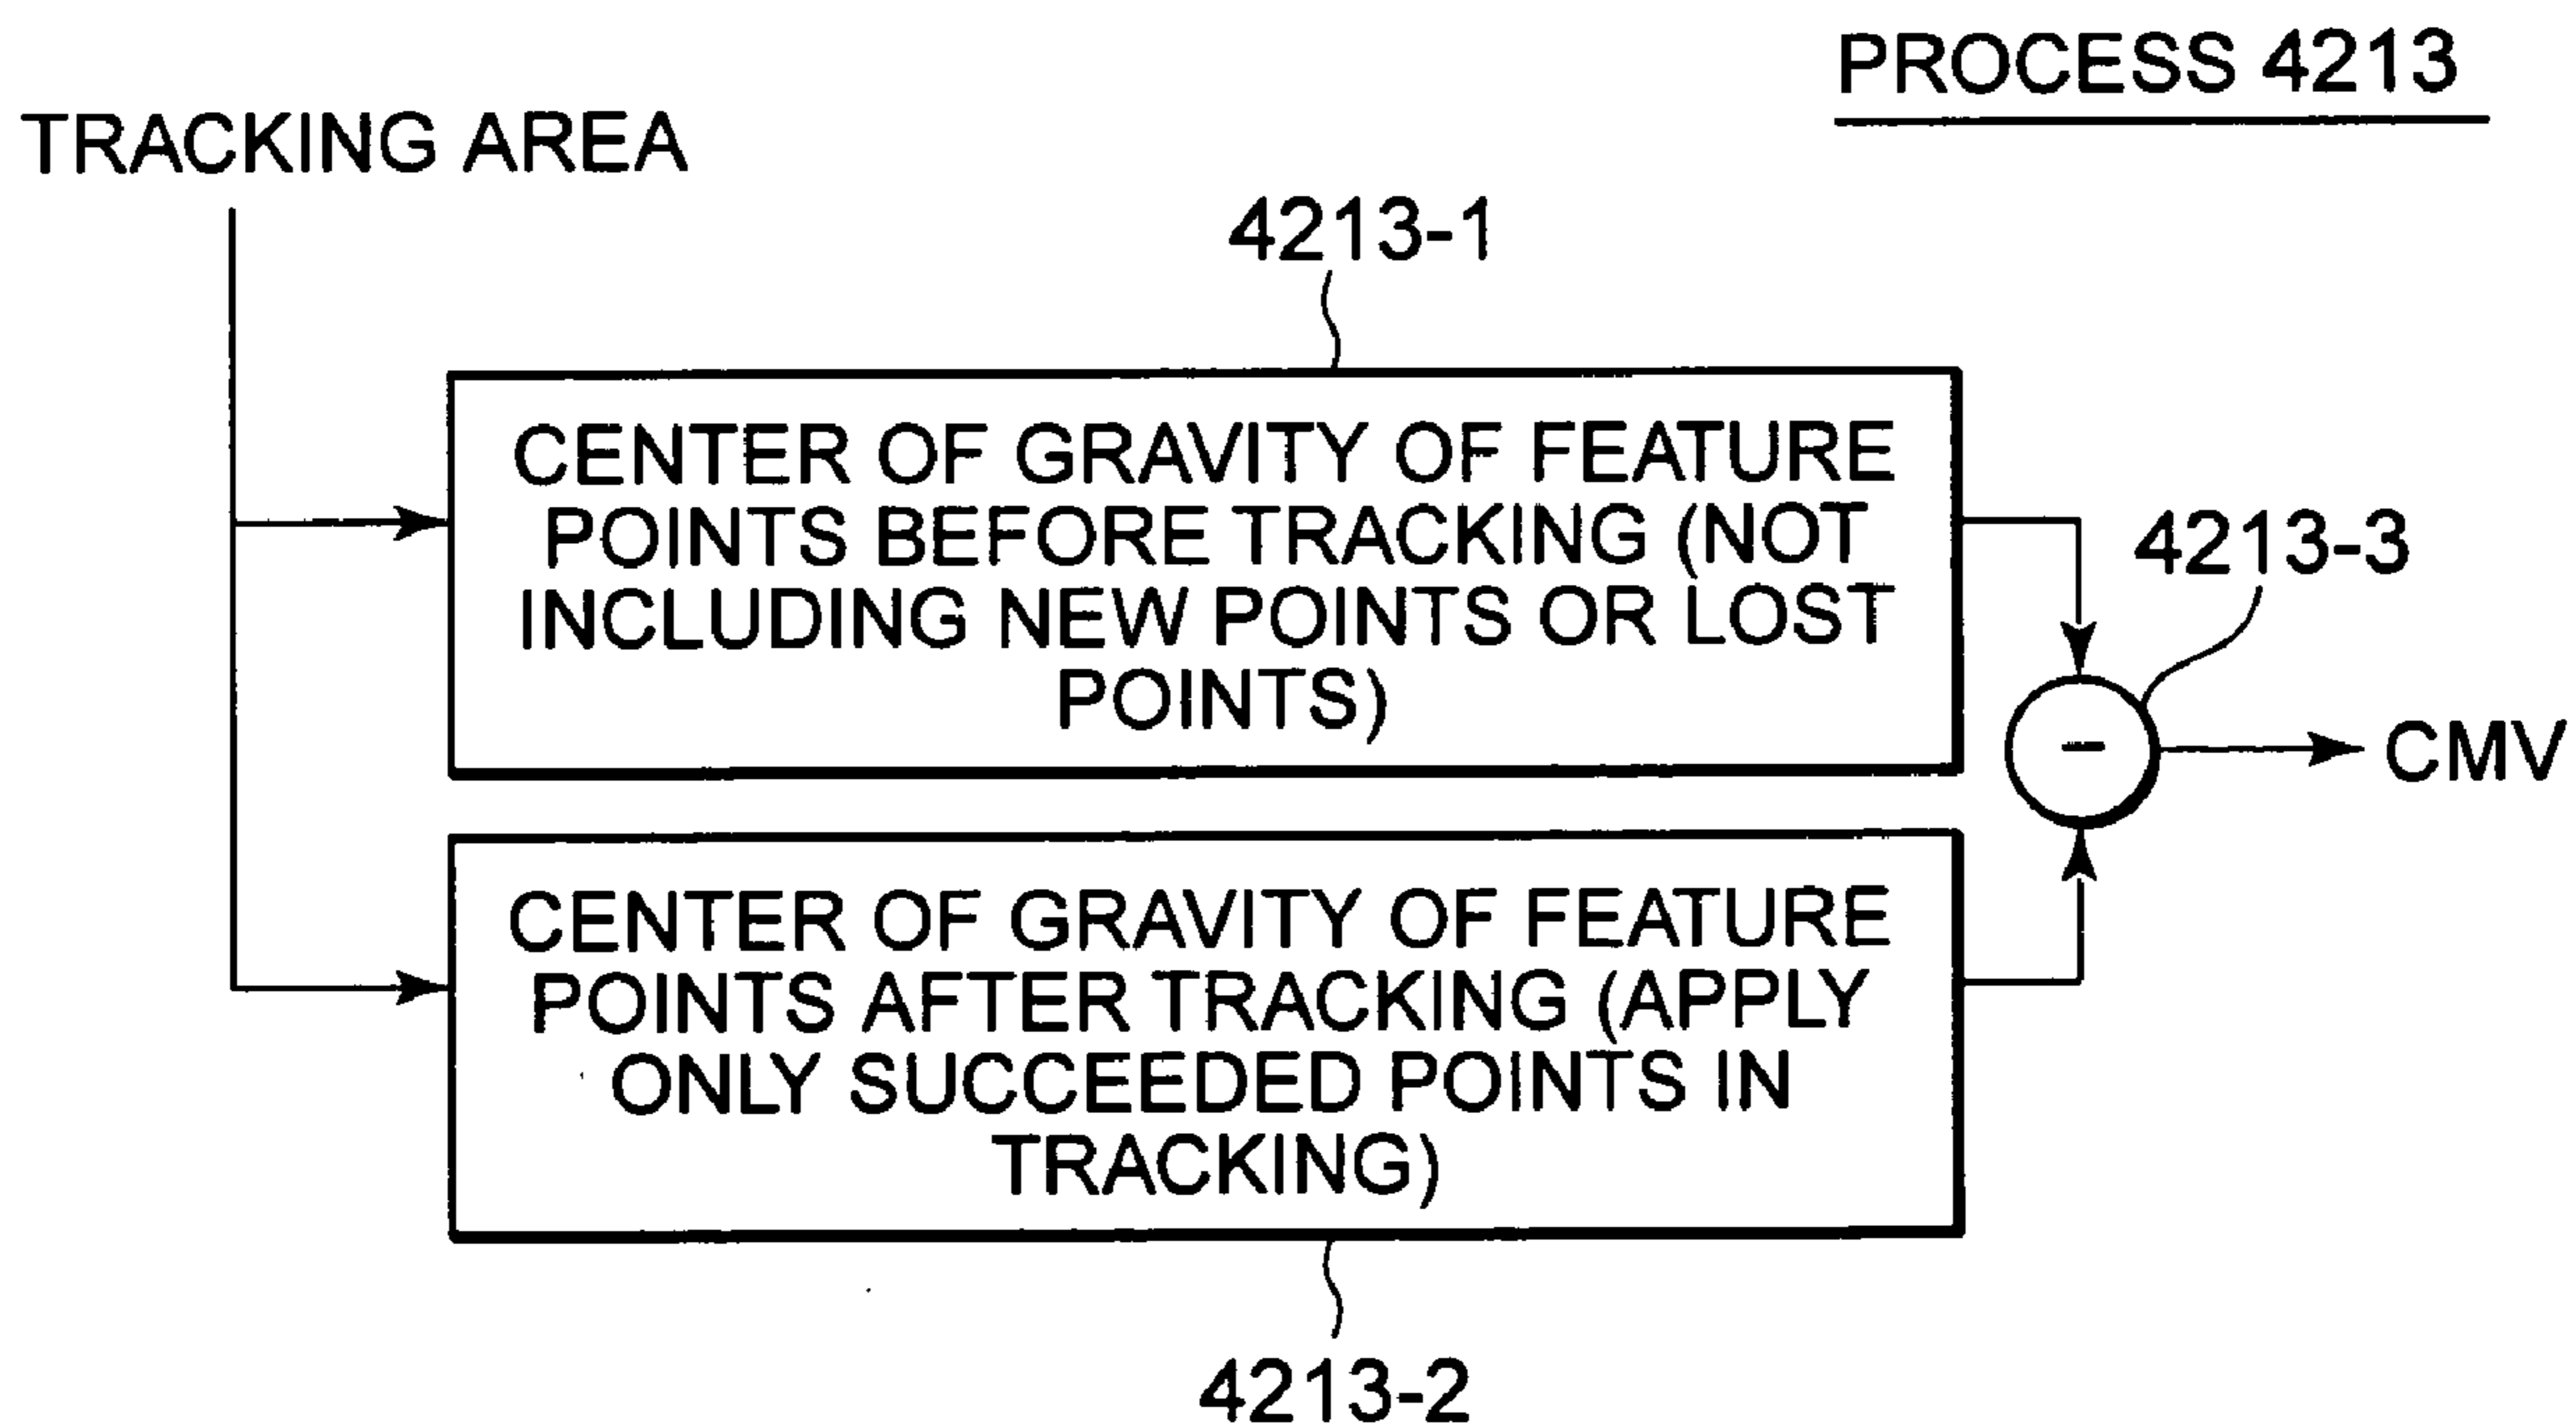 PROCESS 4213
TRACKING AREA
4213-1
CENTER OF GRAVITY OF FEATURE
POINTS BEFORE TRACKING (NOT
INCLUDING NEW POINTS OR LOST
POINTS)
4213-3
-
CMV
CENTER OF GRAVITY OF FEATURE
POINTS AFTER TRACKING (APPLY
ONLY SUCCEEDED POINTS IN
TRACKING)
4213-2